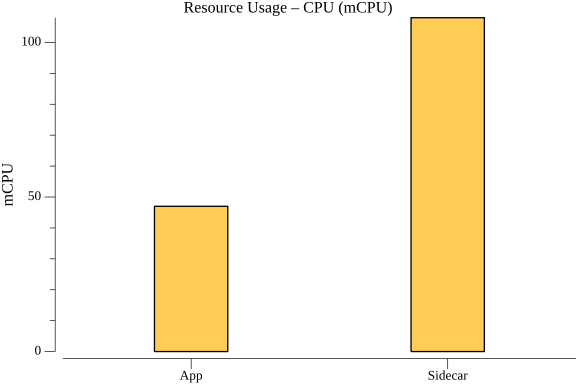 Resource Usage – CPU (mCPU)
100
50
0
mCPU
App
Sidecar